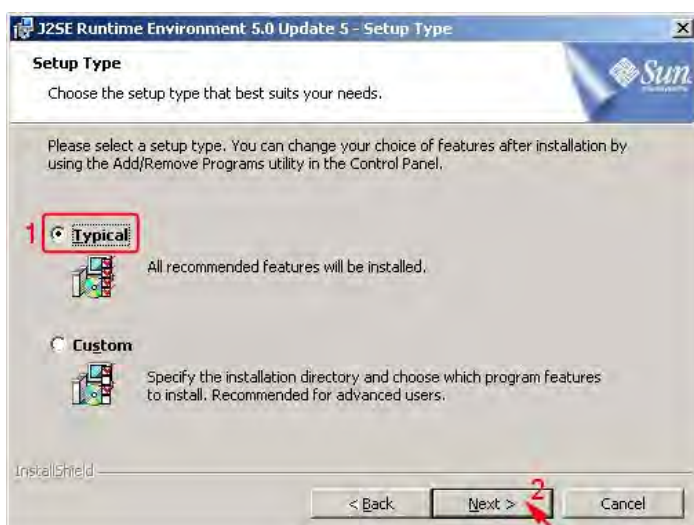 J2SE Runtime Environment 5.0 Update 5 - Setup Type
Setup Type
Choose the setup type that best suits your needs.
Sun
Please select a setup type. You can change your choice of features after installation by
using the Add/Remove Programs utility in the Control Panel.
1
Typical
All recommended features will be installed.
Custom
Specify the installation directory and choose which program features
to install. Recommended for advanced users.
InstallShield
< Back
Next >
2
Cancel